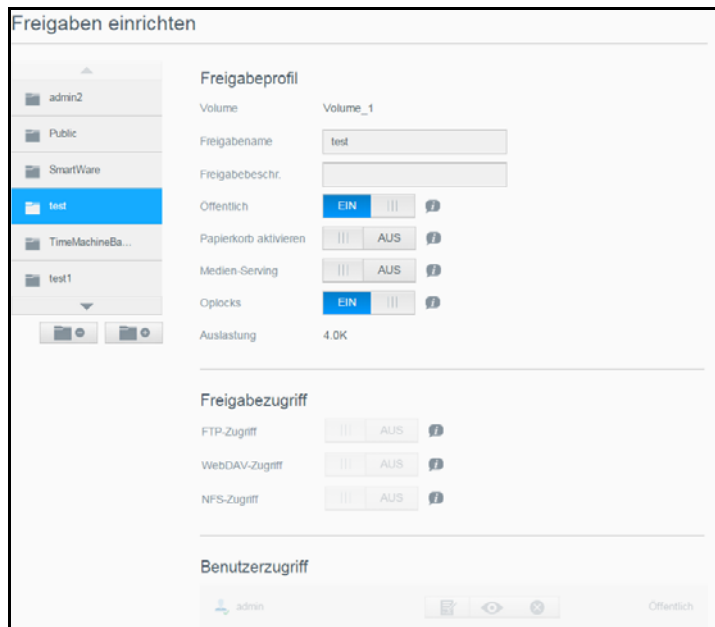 Freigaben einrichten
admin2
Public
SmartWare
test
TimeMachineBa...
test1
Freigabeprofil
Volume Volume_1
Freigabename test
Freigabebeschr.
Öffentlich EIN
Papierkorb aktivieren AUS
Medien-Serving AUS
Oplocks EIN
Auslastung 4.0K
Freigabezugriff
FTP-Zugriff AUS
WebDAV-Zugriff AUS
NFS-Zugriff AUS
Benutzerzugriff
admin Öffentlich